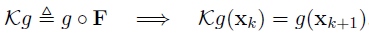 𝒦g ≜ g ∘ F ⟹ 𝒦g(x_k) = g(x_{k+1})